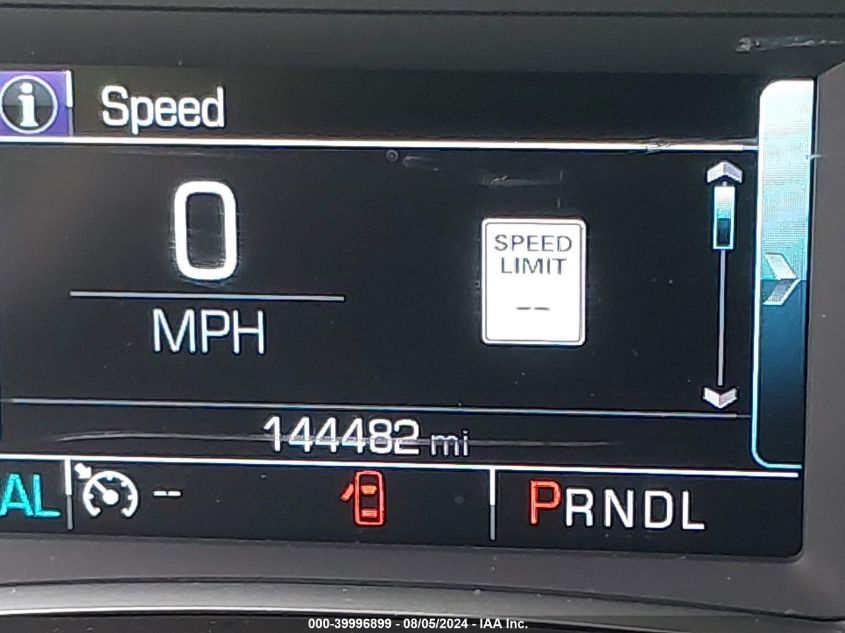 i Speed
0
MPH
SPEED
LIMIT
--
144482 mi
AL
--
PRNDL
000-39996899 - 08/05/2024 - IAA Inc.